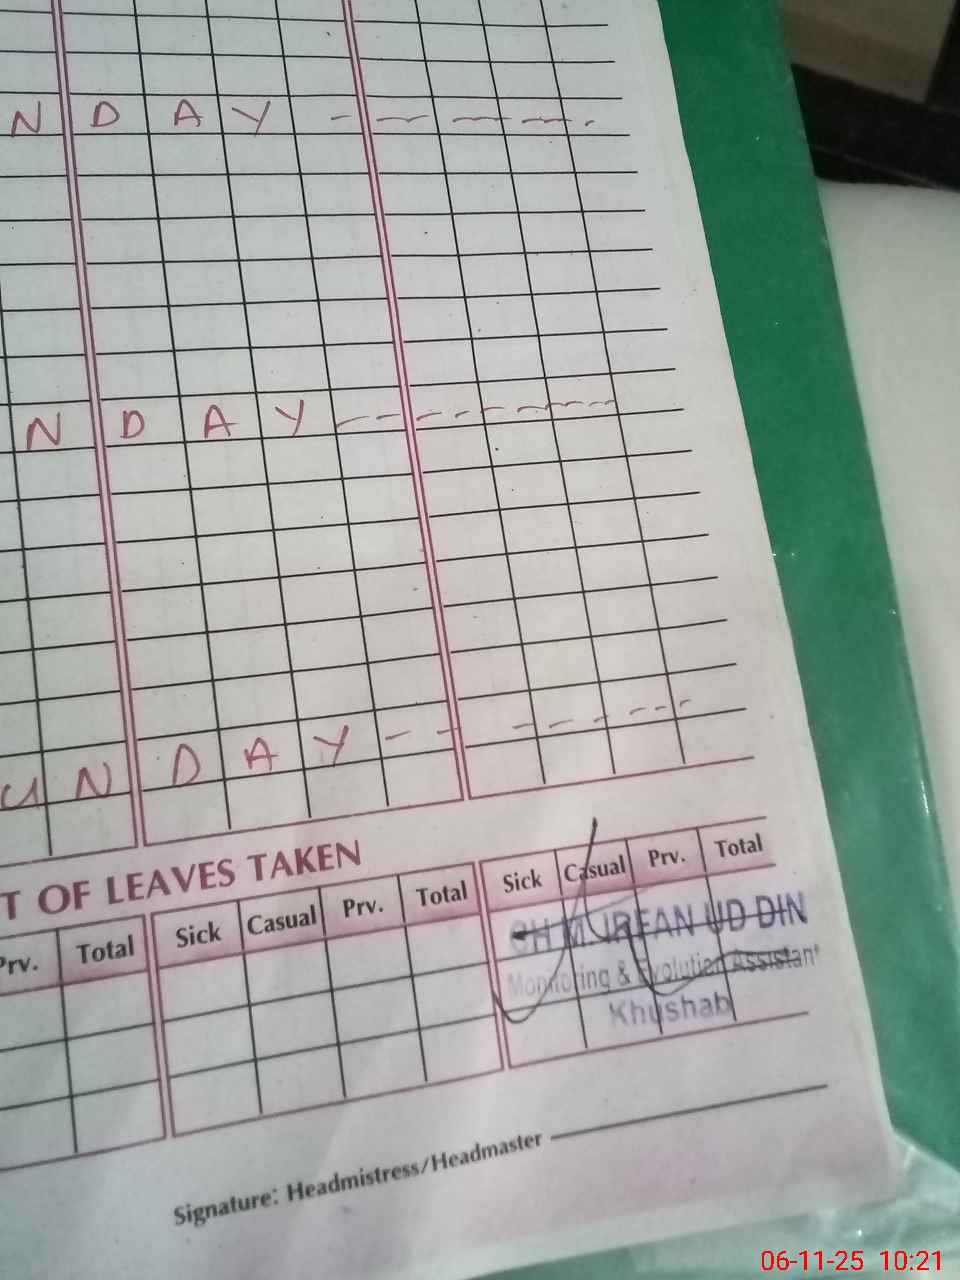 N D A Y - - - - -
N D A Y - - - - - - -
U N D A Y - - - - - - -
T OF LEAVES TAKEN
Prv. Total Sick Casual Prv. Total Sick Casual Prv. Total
CH M. IRFAN UD DIN
Monitoring & Evolution Assistant
Khushab
Signature: Headmistress/Headmaster
06-11-25 10:21